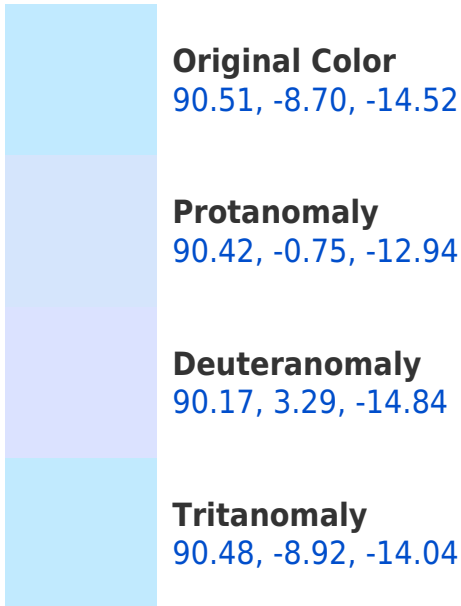 Original Color
90.51, -8.70, -14.52
Protanomaly
90.42, -0.75, -12.94
Deuteranomaly
90.17, 3.29, -14.84
Tritanomaly
90.48, -8.92, -14.04